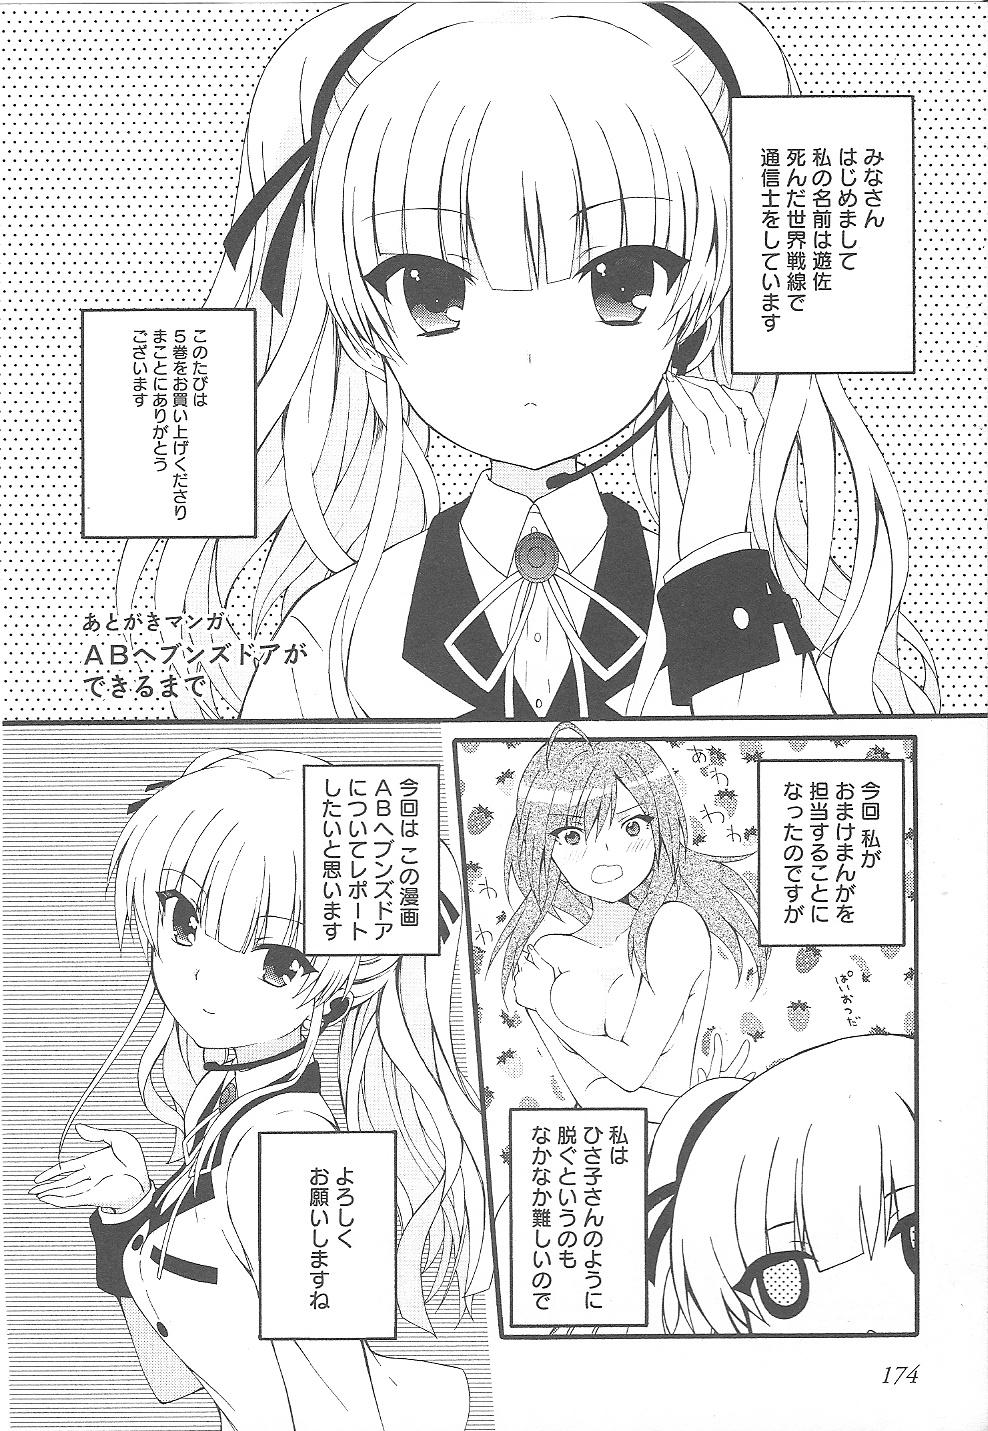 みなさん
はじめまして
私の名前は遊佐
死んだ世界戦線で
通信士をしています
このたびは
5巻をお買い上げくださり
まことにありがとう
ございます
あとがきマンガ
ABヘブンズドアが
できるまで
今回 私が
おまけまんがを
担当することに
なったのですが
あわわわ
わわ
ぱいおつだ
私は
ひさ子さんのように
脱ぐというのも
なかなか難しいので
今回は この漫画
ABヘブンズドア
についてレポート
したいと思います
よろしく
お願いしますね
174